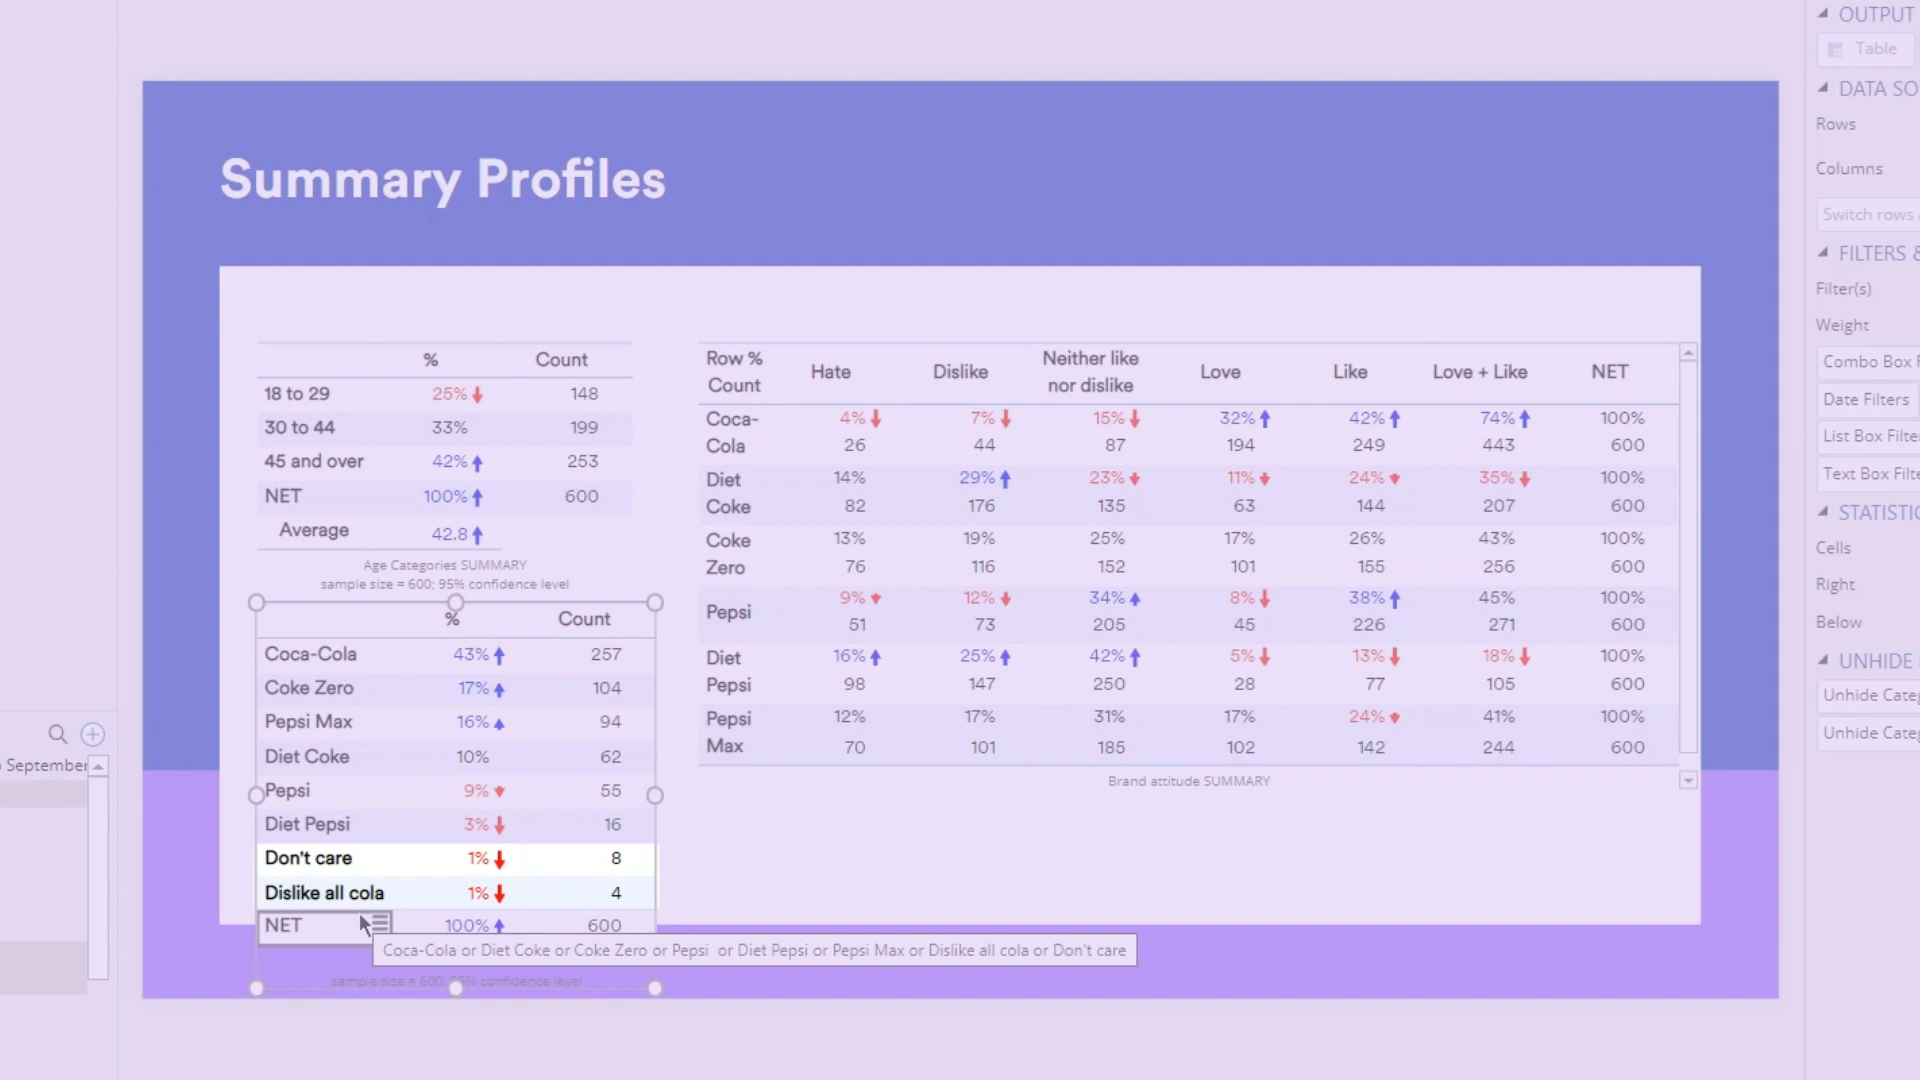 Summary Profiles
% Count
18 to 29 25% 148
30 to 44 33% 199
45 and over 42% 253
NET 100% 600
Average 42.8
Age Categories SUMMARY
sample size = 600; 95% confidence level
% Count
Coca-Cola 43% 257
Coke Zero 17% 104
Pepsi Max 16% 94
Diet Coke 10% 62
Pepsi 9% 55
Diet Pepsi 3% 16
Don't care 1% 8
Dislike all cola 1% 4
NET 100% 600
Coca-Cola or Diet Coke or Coke Zero or Pepsi or Diet Pepsi or Pepsi Max or Dislike all cola or Don't care
sample size = 600; 95% confidence level
Row % Hate Dislike Neither like Love Like Love + Like NET
Count nor dislike
Coca- 4% 7% 15% 32% 42% 74% 100%
Cola 26 44 87 194 249 443 600
Diet 14% 29% 23% 11% 24% 35% 100%
Coke 82 176 135 63 144 207 600
Coke 13% 19% 25% 17% 26% 43% 100%
Zero 76 116 152 101 155 256 600
Pepsi 9% 12% 34% 8% 38% 45% 100%
51 73 205 45 226 271 600
Diet 16% 25% 42% 5% 13% 18% 100%
Pepsi 98 147 250 28 77 105 600
Pepsi 12% 17% 31% 17% 24% 41% 100%
Max 70 101 185 102 142 244 600
Brand attitude SUMMARY
September
OUTPUT
Table
DATA SO
Rows
Columns
Switch rows a
FILTERS &
Filter(s)
Weight
Combo Box F
Date Filters
List Box Filte
Text Box Filte
STATISTIC
Cells
Right
Below
UNHIDE
Unhide Categ
Unhide Categ